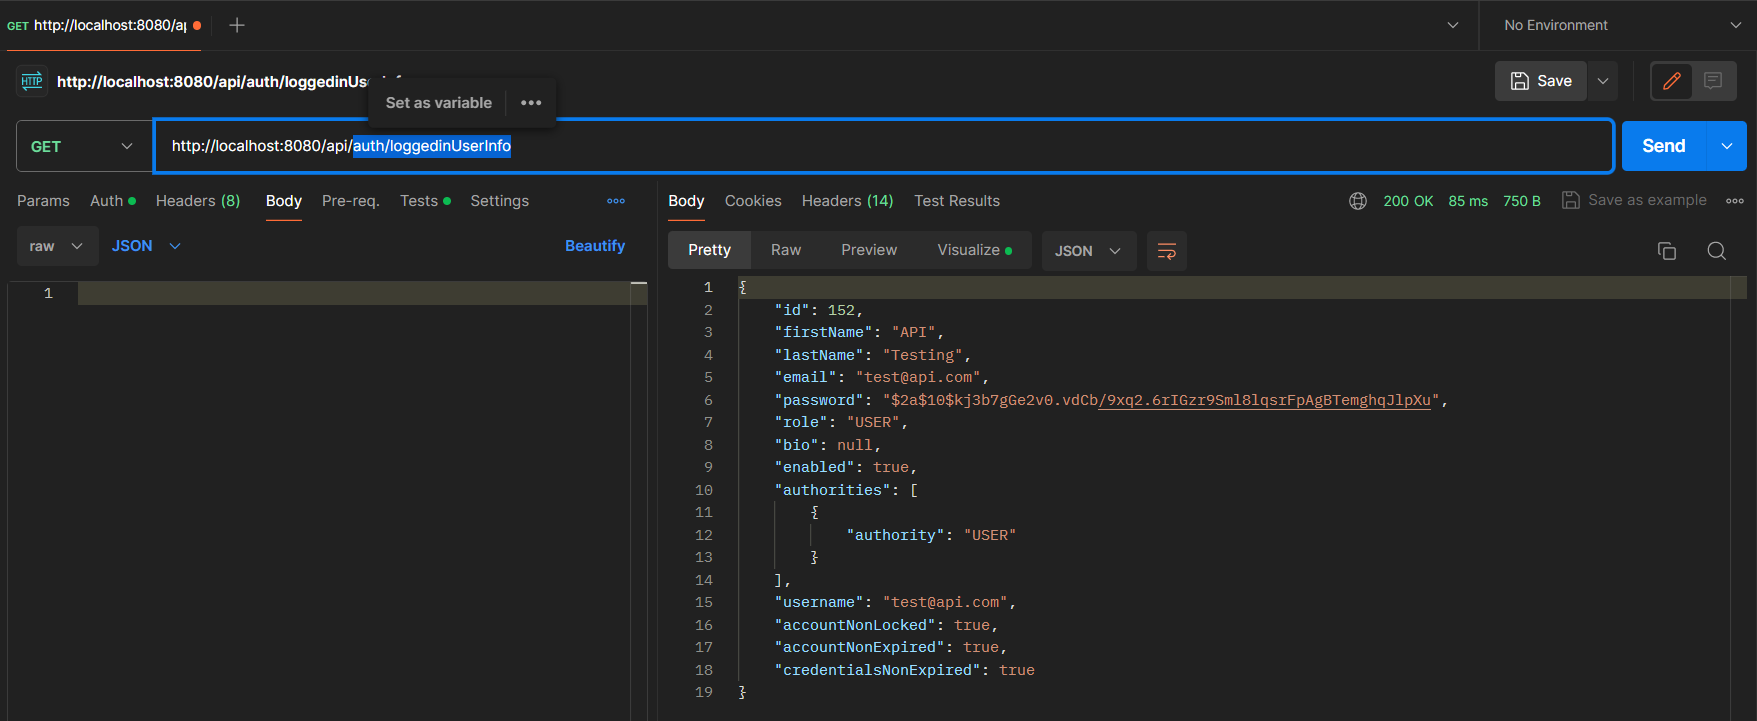 GET http://localhost:8080/ap
No Environment
HTTP http://localhost:8080/api/auth/loggedinUse
Save
Set as variable
GET http://localhost:8080/api/auth/loggedinUserInfo Send
Params Auth Headers (8) Body Pre-req. Tests Settings
Body Cookies Headers (14) Test Results 200 OK 85 ms 750 B Save as example
raw JSON Beautify
Pretty Raw Preview Visualize JSON
1
1 {
2 "id": 152,
3 "firstName": "API",
4 "lastName": "Testing",
5 "email": "test@api.com",
6 "password": "$2a$10$kj3b7gGe2v0.vdCb/9xq2.6rIGzr9Sml8lqsrFpAgBTemghqJlpXu",
7 "role": "USER",
8 "bio": null,
9 "enabled": true,
10 "authorities": [
11 {
12 "authority": "USER"
13 }
14 ],
15 "username": "test@api.com",
16 "accountNonLocked": true,
17 "accountNonExpired": true,
18 "credentialsNonExpired": true
19 }